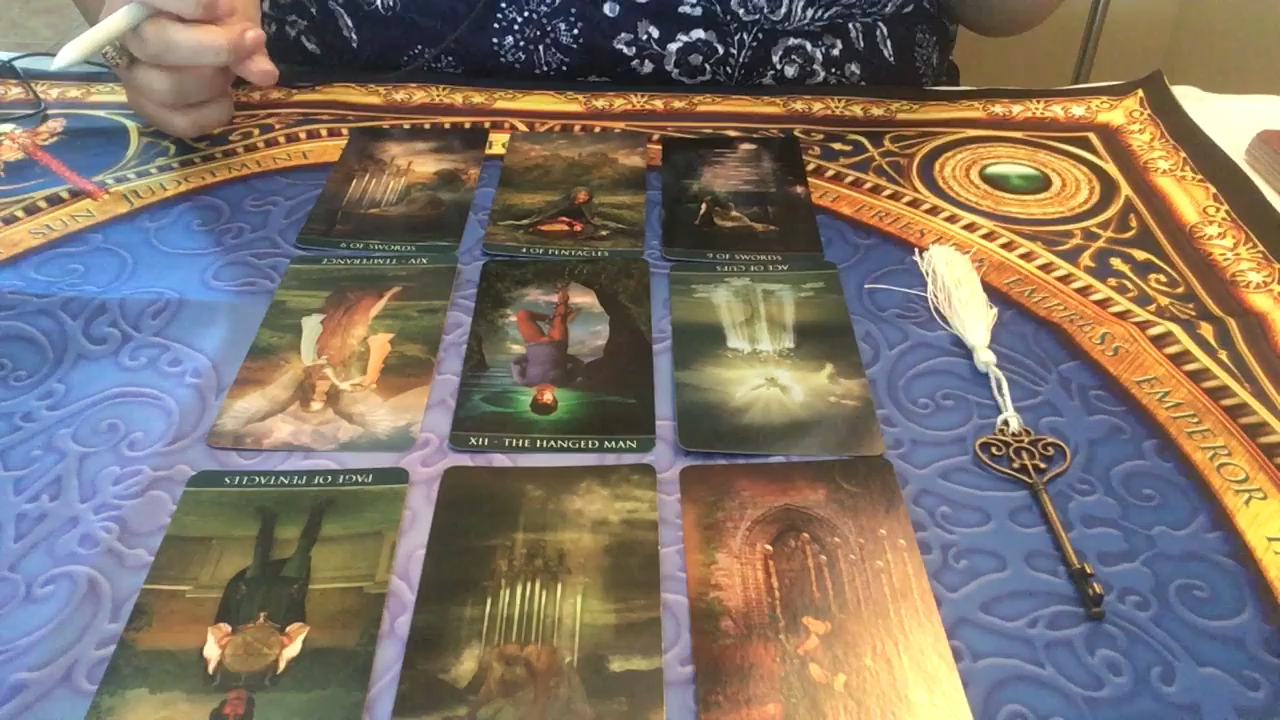 SUN JUDGEMENT
PRIESTESS EMPRESS EMPEROR
6 OF SWORDS
4 OF PENTACLES
9 OF SWORDS
XIV - TEMPERANCE
XII - THE HANGED MAN
ACE OF CUPS
PAGE OF PENTACLES